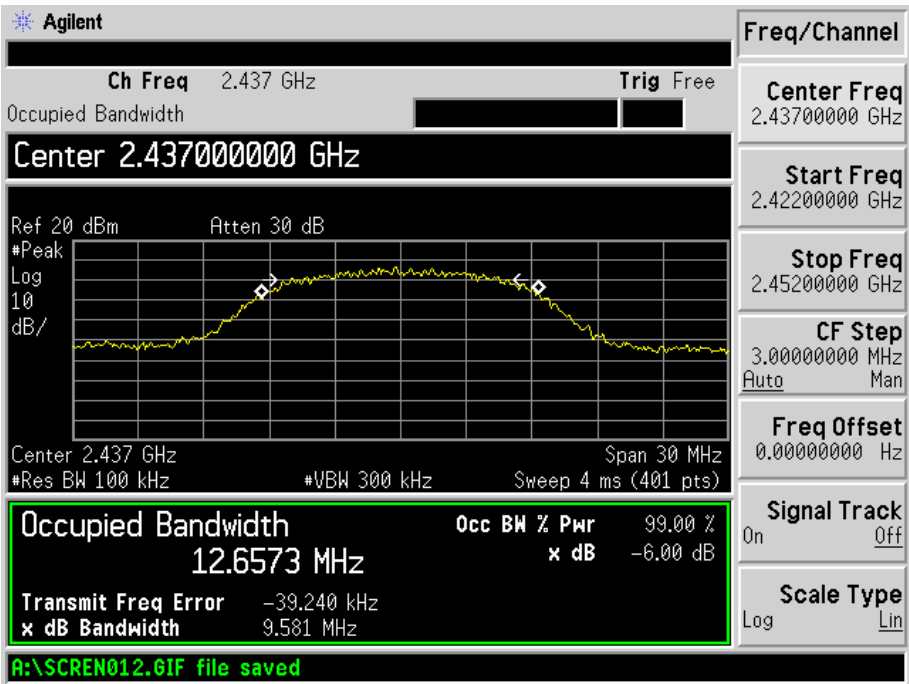 Agilent
Freq/Channel
Ch Freq 2.437 GHz Trig Free
Occupied Bandwidth
Center 2.437000000 GHz
Ref 20 dBm Atten 30 dB
#Peak
Log
10
dB/
Center 2.437 GHz Span 30 MHz
#Res BW 100 kHz #VBW 300 kHz Sweep 4 ms (401 pts)
Occupied Bandwidth Occ BW % Pwr 99.00 %
12.6573 MHz x dB -6.00 dB
Transmit Freq Error -39.240 kHz
x dB Bandwidth 9.581 MHz
A:\SCREN012.GIF file saved
Center Freq
2.43700000 GHz
Start Freq
2.42200000 GHz
Stop Freq
2.45200000 GHz
CF Step
3.00000000 MHz
Auto Man
Freq Offset
0.00000000 Hz
Signal Track
On Off
Scale Type
Log Lin